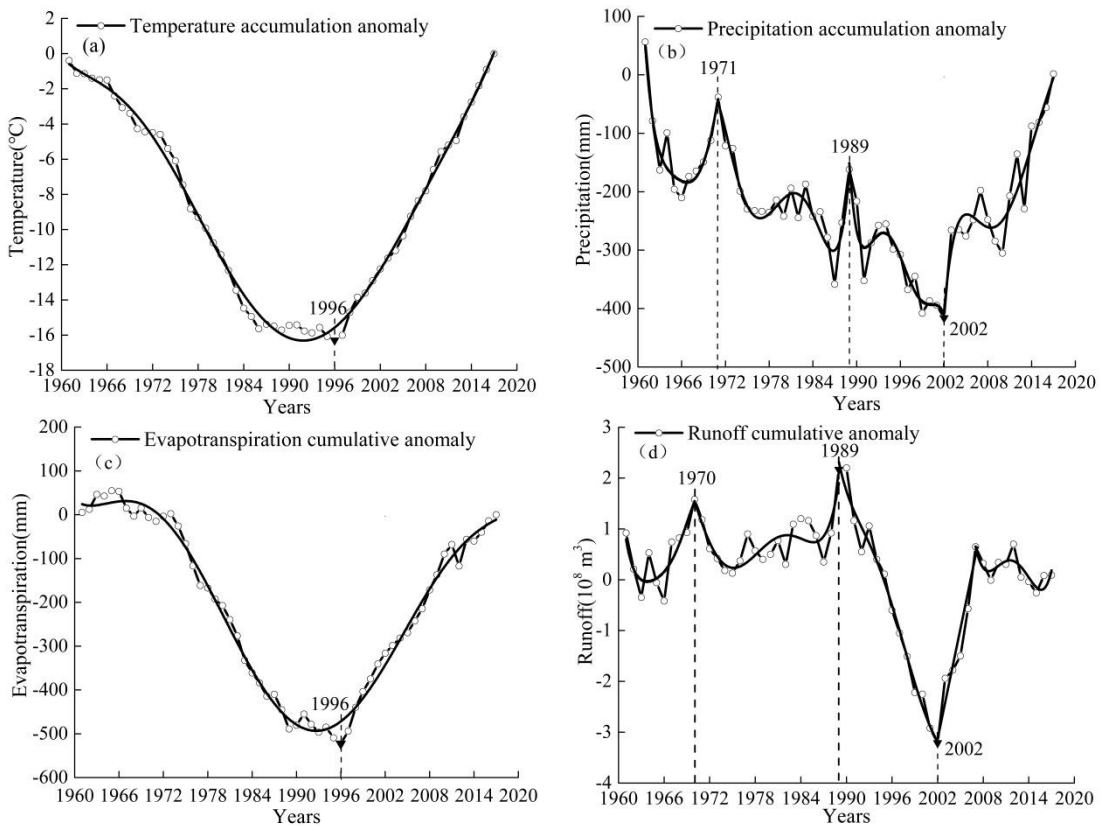 Temperature accumulation anomaly
(a)
2
0
-2
-4
-6
-8
-10
-12
-14
-16
-18
Temperature(°C)
1996
1960 1966 1972 1978 1984 1990 1996 2002 2008 2014 2020
Years
Precipitation accumulation anomaly
(b)
100
0
-100
-200
-300
-400
-500
Precipitation(mm)
1971
1989
2002
1960 1966 1972 1978 1984 1990 1996 2002 2008 2014 2020
Years
Evapotranspiration cumulative anomaly
(c)
200
100
0
-100
-200
-300
-400
-500
-600
Evapotranspiration(mm)
1996
1960 1966 1972 1978 1984 1990 1996 2002 2008 2014 2020
Years
Runoff cumulative anomaly
(d)
3
2
1
0
-1
-2
-3
-4
Runoff(10⁸ m³)
1970
1989
2002
1960 1966 1972 1978 1984 1990 1996 2002 2008 2014 2020
Years